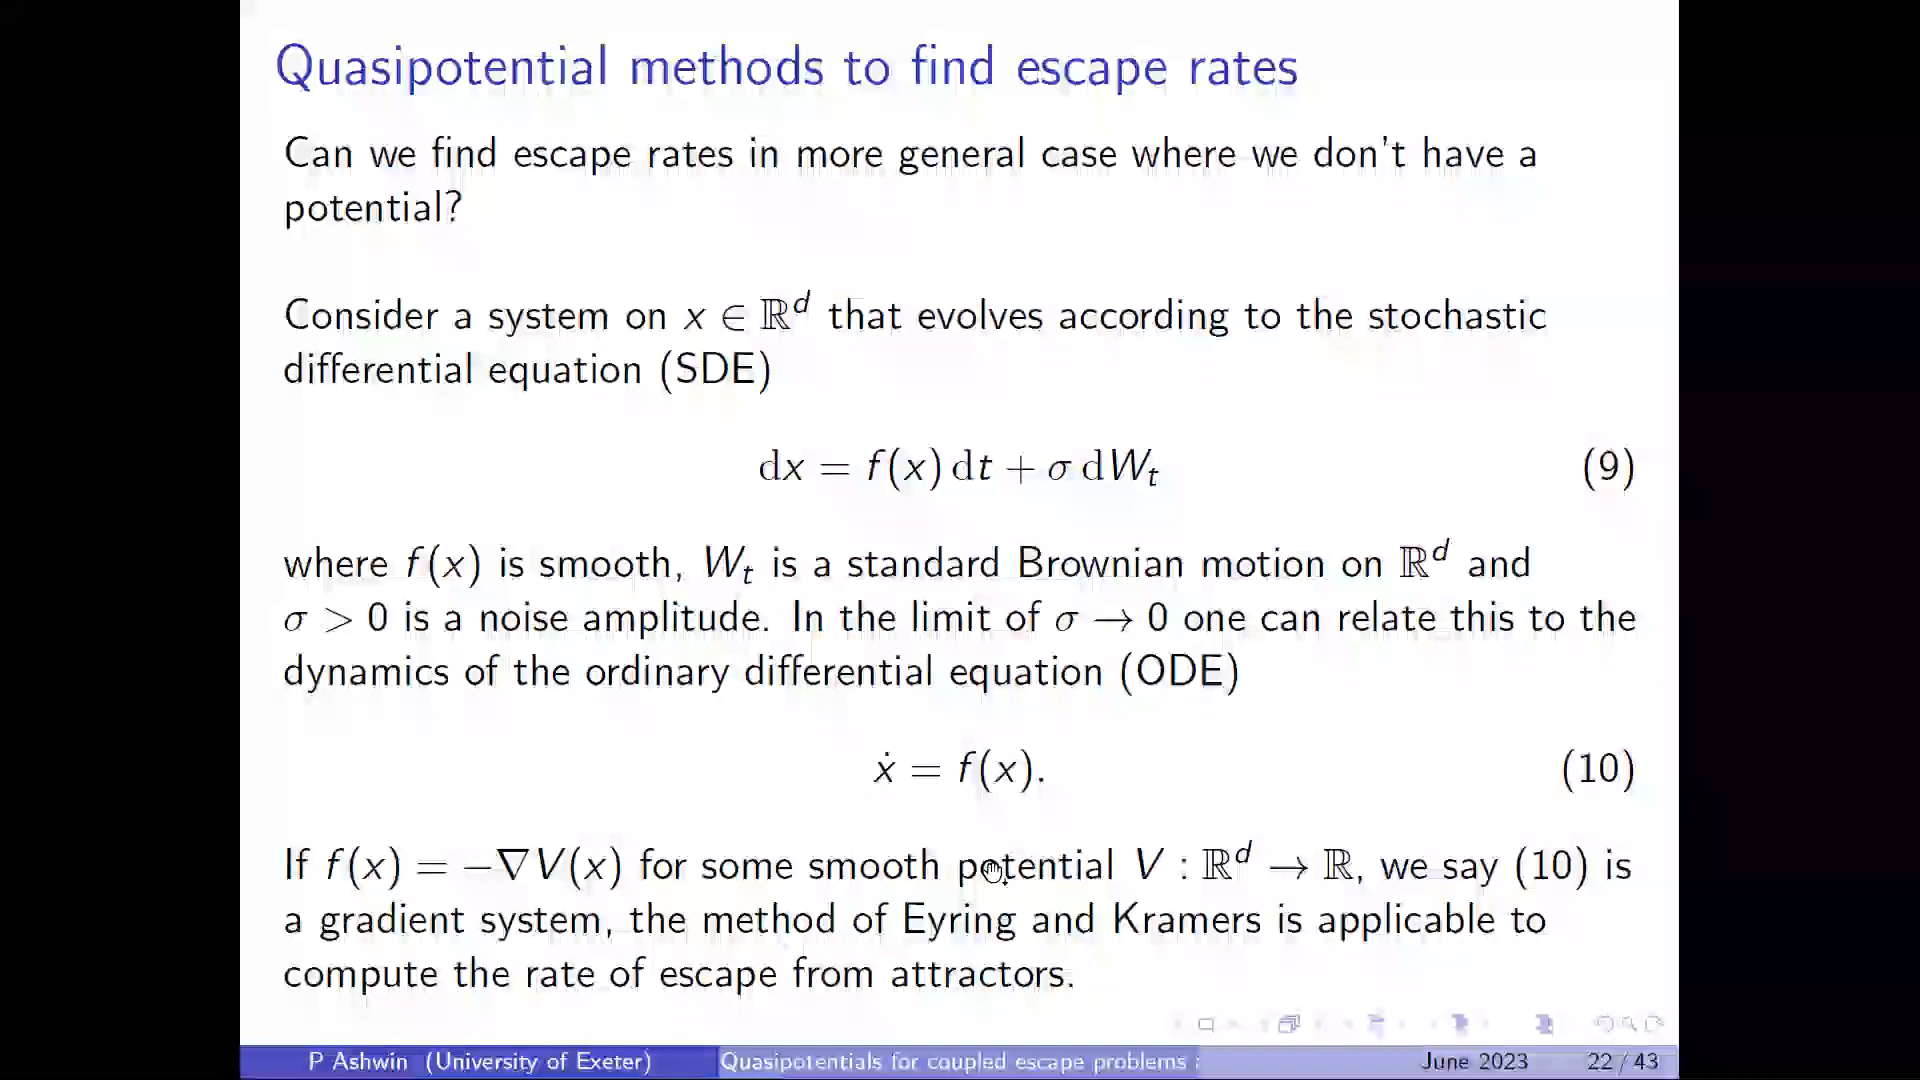 Quasipotential methods to find escape rates
Can we find escape rates in more general case where we don't have a
potential?
Consider a system on x ∈ ℝᵈ that evolves according to the stochastic
differential equation (SDE)
dx = f(x) dt + σ dWₜ (9)
where f(x) is smooth, Wₜ is a standard Brownian motion on ℝᵈ and
σ > 0 is a noise amplitude. In the limit of σ → 0 one can relate this to the
dynamics of the ordinary differential equation (ODE)
ẋ = f(x). (10)
If f(x) = −∇V(x) for some smooth potential V : ℝᵈ → ℝ, we say (10) is
a gradient system, the method of Eyring and Kramers is applicable to
compute the rate of escape from attractors.
P Ashwin (University of Exeter) Quasipotentials for coupled escape problems June 2023 22 / 43